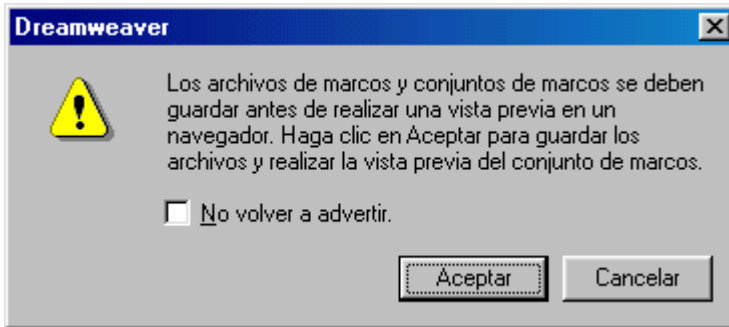 Dreamweaver
Los archivos de marcos y conjuntos de marcos se deben
guardar antes de realizar una vista previa en un
navegador. Haga clic en Aceptar para guardar los
archivos y realizar la vista previa del conjunto de marcos.
No volver a advertir.
Aceptar Cancelar